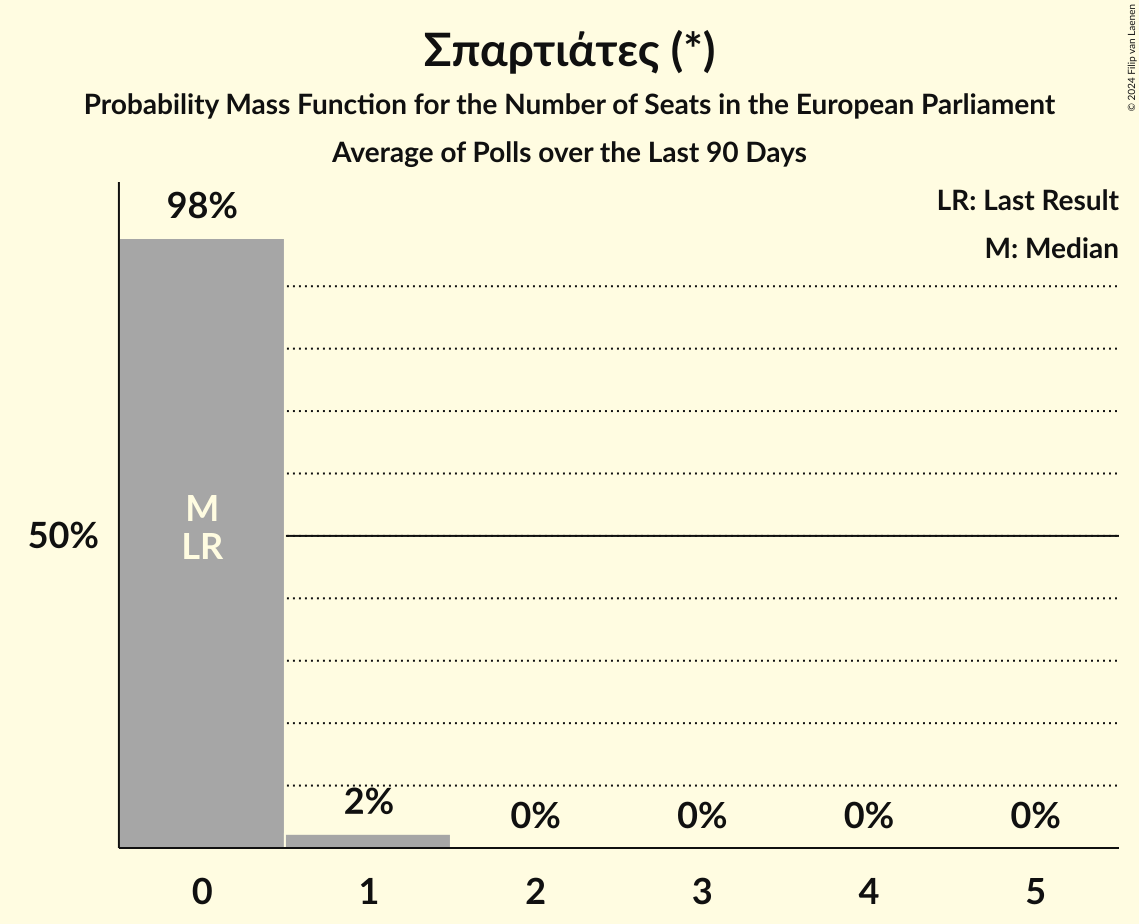 Σπαρτιάτες (*)
Probability Mass Function for the Number of Seats in the European Parliament
Average of Polls over the Last 90 Days
© 2024 Filip van Laenen
LR: Last Result
M: Median
98%
M
LR
50%
2%
0%
0%
0%
0%
0
1
2
3
4
5